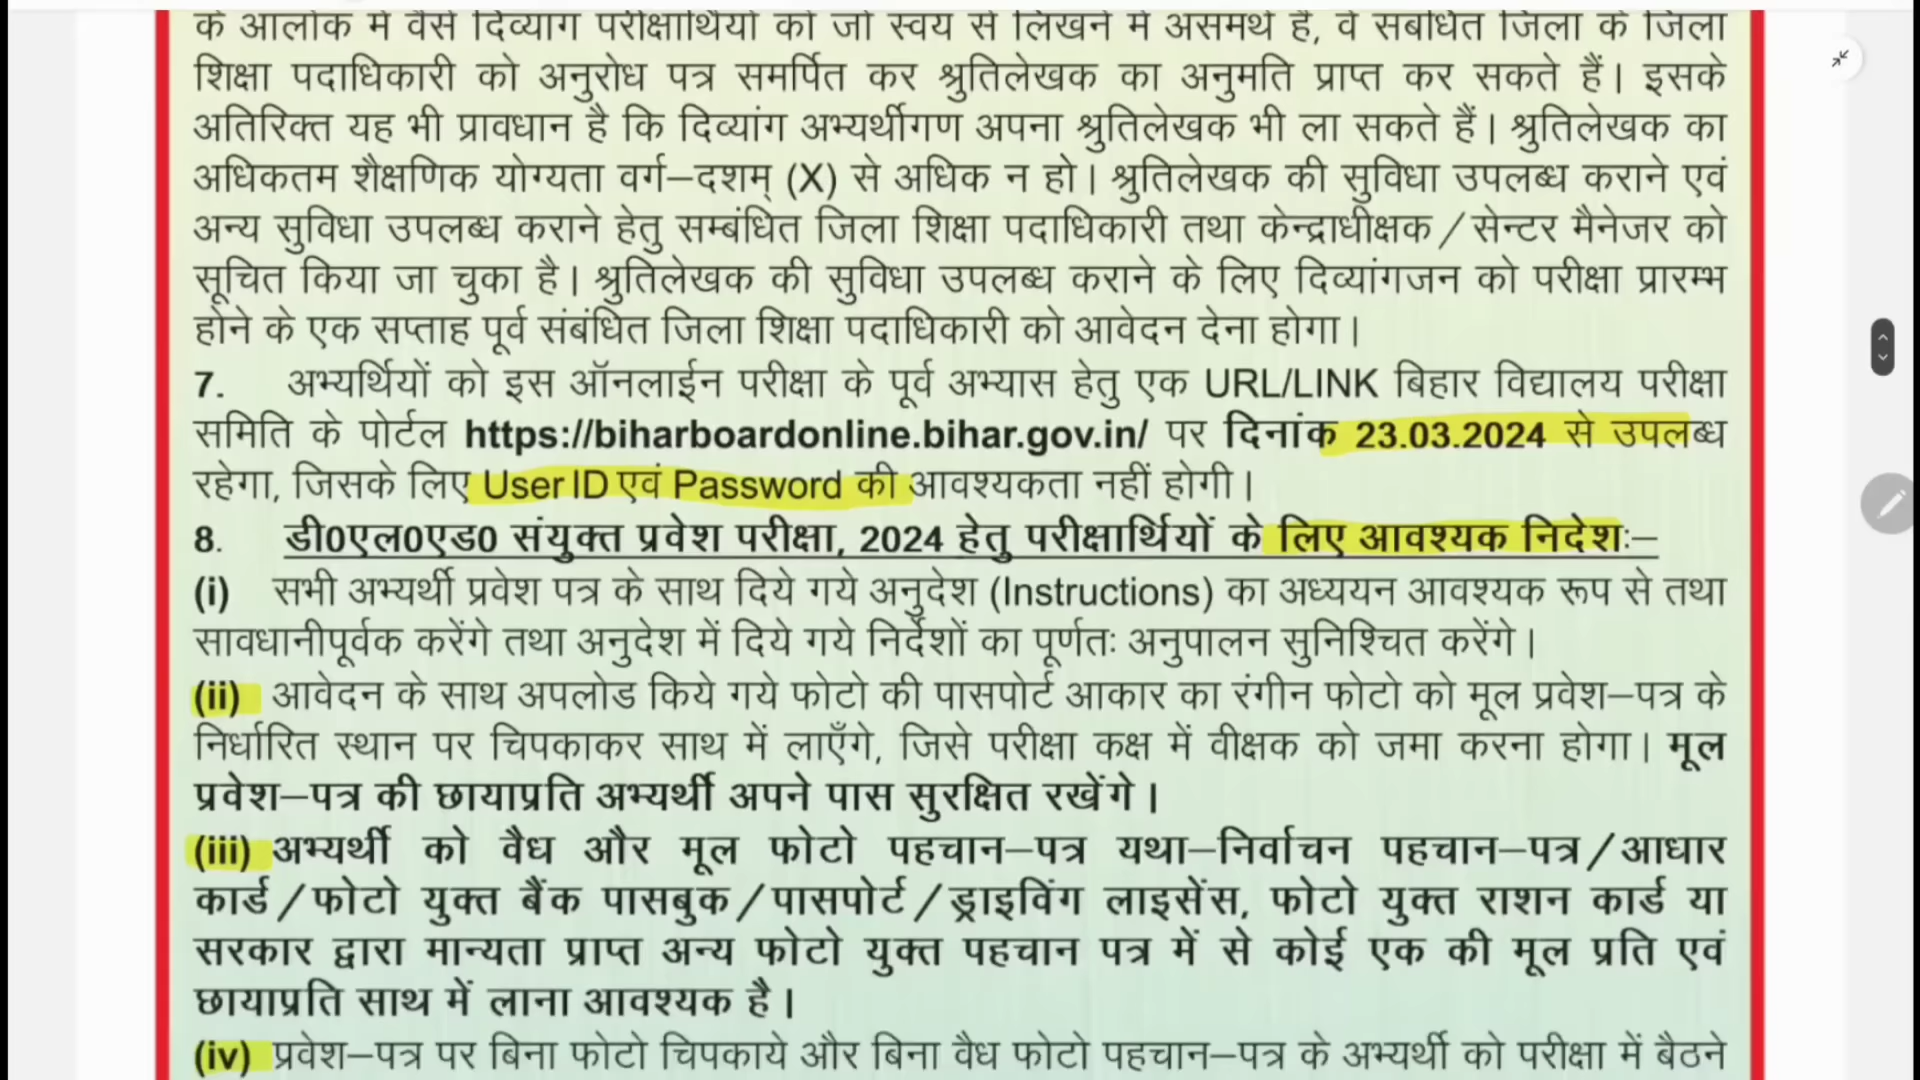 के आलोक में वैसे दिव्यांग परीक्षार्थियों को जो स्वयं से लिखने में असमर्थ हैं, वे संबंधित जिला के जिला
शिक्षा पदाधिकारी को अनुरोध पत्र समर्पित कर श्रुतिलेखक का अनुमति प्राप्त कर सकते हैं। इसके
अतिरिक्त यह भी प्रावधान है कि दिव्यांग अभ्यर्थीगण अपना श्रुतिलेखक भी ला सकते हैं। श्रुतिलेखक का
अधिकतम शैक्षणिक योग्यता वर्ग–दशम् (X) से अधिक न हो। श्रुतिलेखक की सुविधा उपलब्ध कराने एवं
अन्य सुविधा उपलब्ध कराने हेतु सम्बंधित जिला शिक्षा पदाधिकारी तथा केन्द्राधीक्षक/सेन्टर मैनेजर को
सूचित किया जा चुका है। श्रुतिलेखक की सुविधा उपलब्ध कराने के लिए दिव्यांगजन को परीक्षा प्रारम्भ
होने के एक सप्ताह पूर्व संबंधित जिला शिक्षा पदाधिकारी को आवेदन देना होगा।
7. अभ्यर्थियों को इस ऑनलाईन परीक्षा के पूर्व अभ्यास हेतु एक URL/LINK बिहार विद्यालय परीक्षा
समिति के पोर्टल https://biharboardonline.bihar.gov.in/ पर दिनांक 23.03.2024 से उपलब्ध
रहेगा, जिसके लिए User ID एवं Password की आवश्यकता नहीं होगी।
8. डी0एल0एड0 संयुक्त प्रवेश परीक्षा, 2024 हेतु परीक्षार्थियों के लिए आवश्यक निदेशः–
(i) सभी अभ्यर्थी प्रवेश पत्र के साथ दिये गये अनुदेश (Instructions) का अध्ययन आवश्यक रूप से तथा
सावधानीपूर्वक करेंगे तथा अनुदेश में दिये गये निर्देशों का पूर्णतः अनुपालन सुनिश्चित करेंगे।
(ii) आवेदन के साथ अपलोड किये गये फोटो की पासपोर्ट आकार का रंगीन फोटो को मूल प्रवेश–पत्र के
निर्धारित स्थान पर चिपकाकर साथ में लाएँगे, जिसे परीक्षा कक्ष में वीक्षक को जमा करना होगा। मूल
प्रवेश–पत्र की छायाप्रति अभ्यर्थी अपने पास सुरक्षित रखेंगे।
(iii) अभ्यर्थी को वैध और मूल फोटो पहचान–पत्र यथा–निर्वाचन पहचान–पत्र/आधार
कार्ड/फोटो युक्त बैंक पासबुक/पासपोर्ट/ड्राइविंग लाइसेंस, फोटो युक्त राशन कार्ड या
सरकार द्वारा मान्यता प्राप्त अन्य फोटो युक्त पहचान पत्र में से कोई एक की मूल प्रति एवं
छायाप्रति साथ में लाना आवश्यक है।
(iv) प्रवेश–पत्र पर बिना फोटो चिपकाये और बिना वैध फोटो पहचान–पत्र के अभ्यर्थी को परीक्षा में बैठने